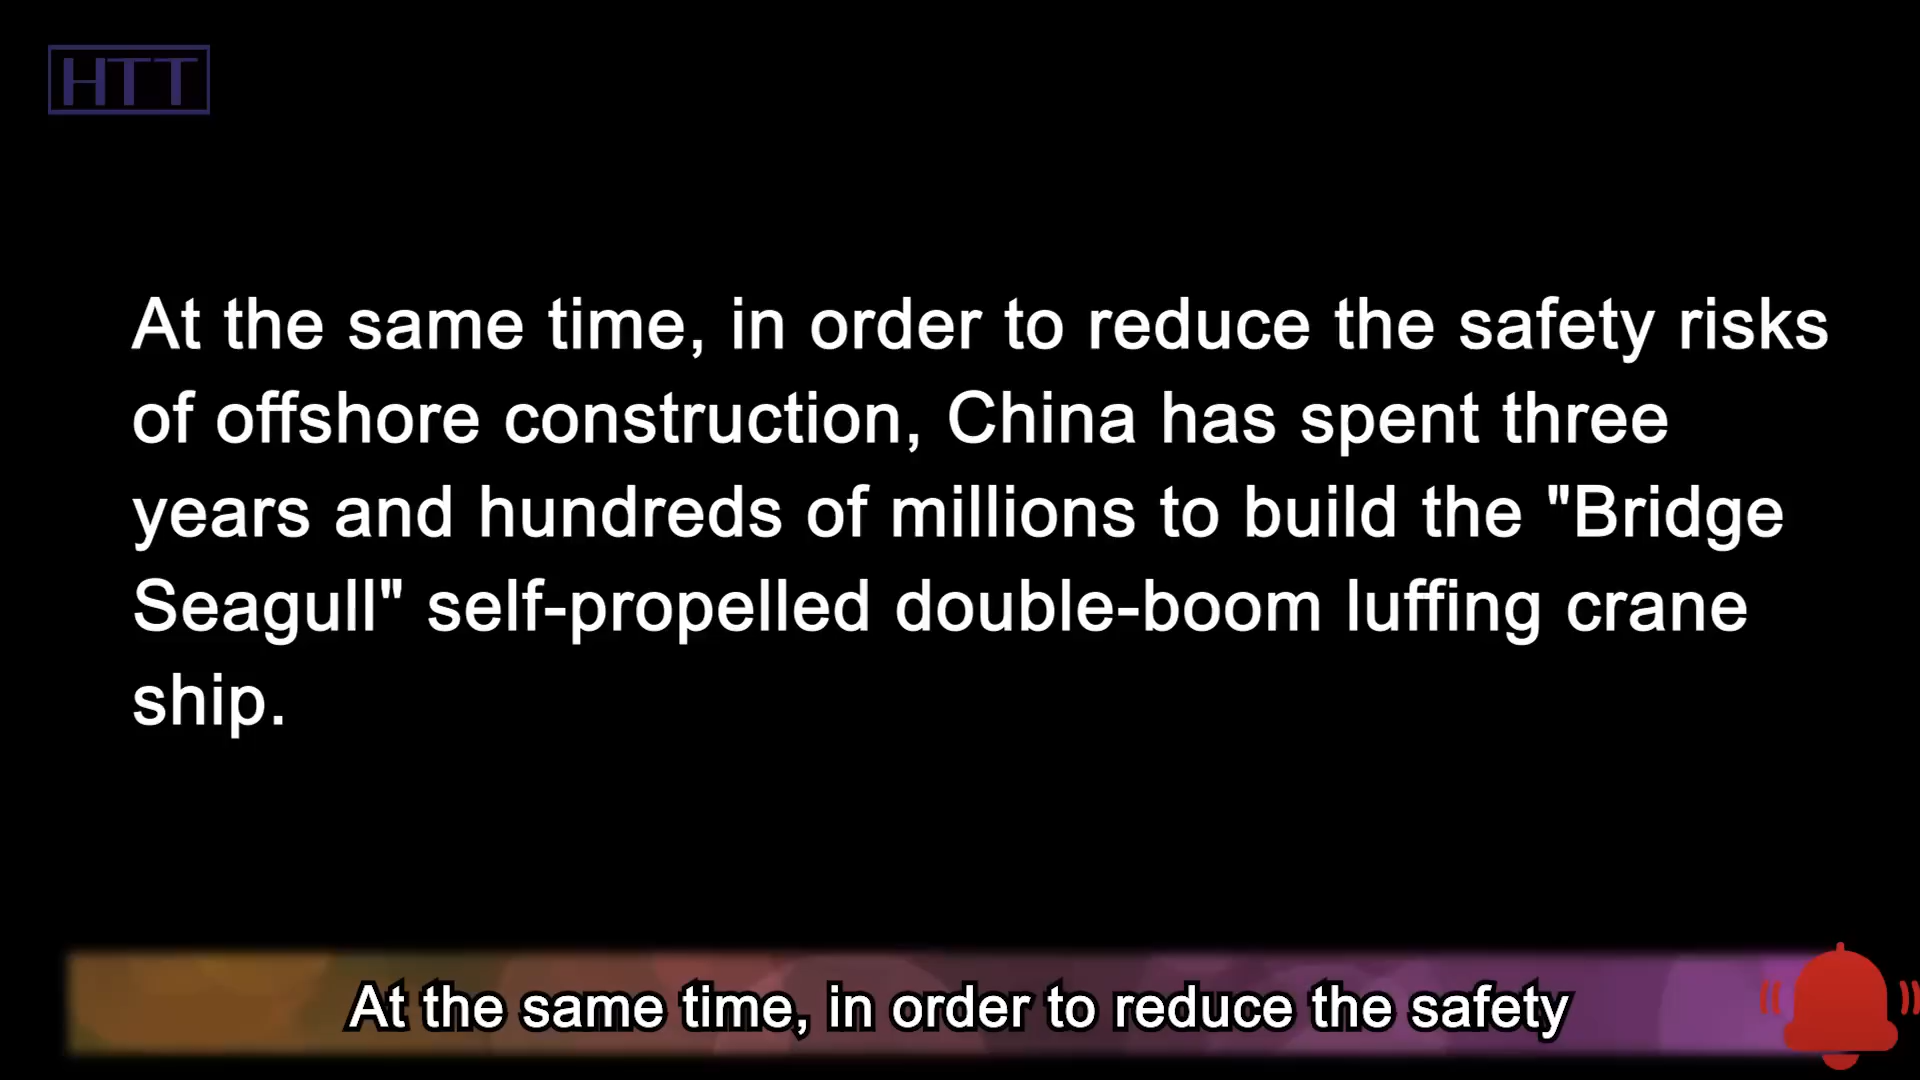 HTT
At the same time, in order to reduce the safety risks
of offshore construction, China has spent three
years and hundreds of millions to build the "Bridge
Seagull" self-propelled double-boom luffing crane
ship.
At the same time, in order to reduce the safety